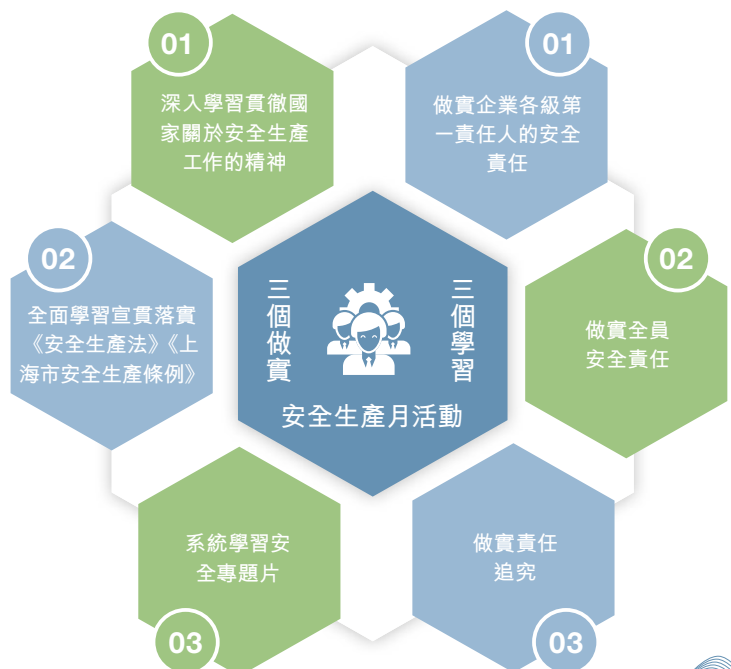 01
深入學習貫徹國
家關於安全生產
工作的精神
01
做實企業各級第
一責任人的安全
責任
02
全面學習宣貫落實
《安全生產法》《上
海市安全生產條例》
三個做實
三個學習
安全生產月活動
02
做實全員
安全責任
系統學習安
全專題片
03
做實責任
追究
03